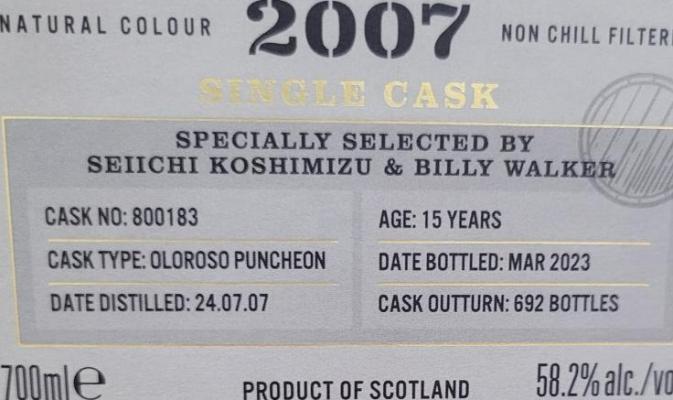 NATURAL COLOUR 2007 NON CHILL FILTER
SINGLE CASK
SPECIALLY SELECTED BY
SEIICHI KOSHIMIZU & BILLY WALKER
CASK NO: 800183 AGE: 15 YEARS
CASK TYPE: OLOROSO PUNCHEON DATE BOTTLED: MAR 2023
DATE DISTILLED: 24.07.07 CASK OUTTURN: 692 BOTTLES
700ml℮ PRODUCT OF SCOTLAND 58.2% alc./vo